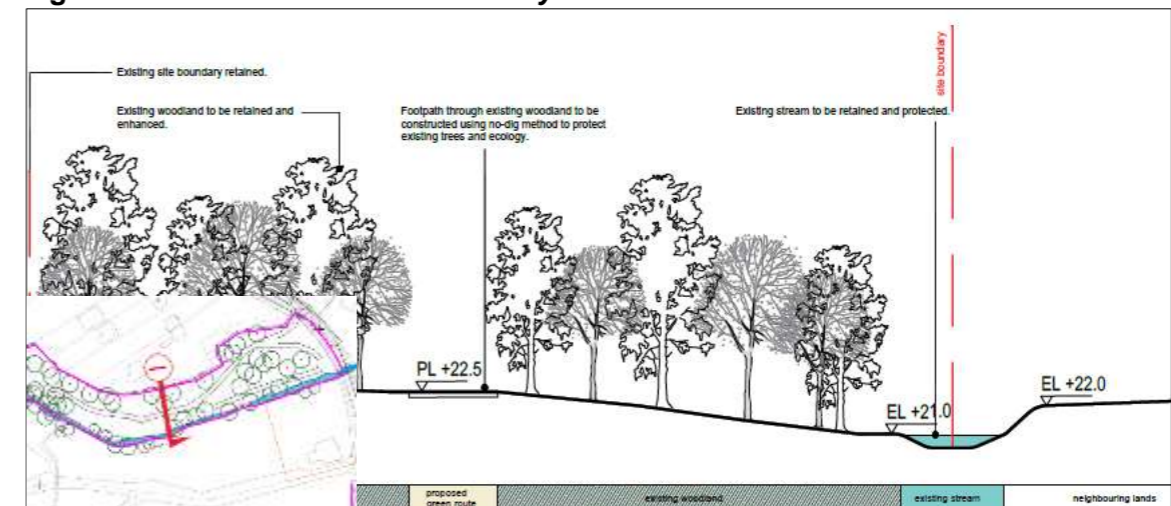 Existing site boundary retained.
Existing woodland to be retained and
enhanced.
Footpath through existing woodland to be
constructed using no-dig method to protect
existing trees and ecology.
Existing stream to be retained and protected.
site boundary
PL +22.5
EL +21.0
EL +22.0
proposed
green route
existing woodland
existing stream
neighbouring lands